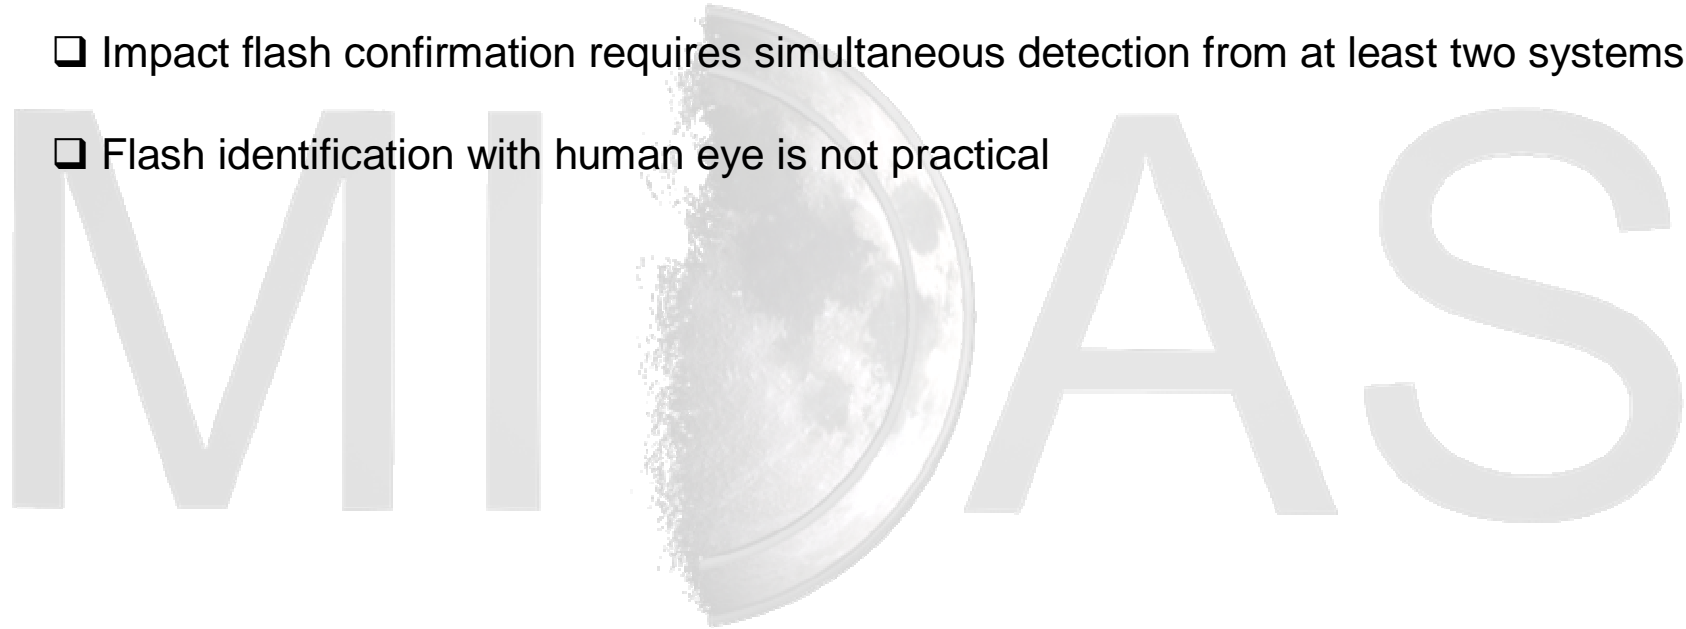 ❑ Impact flash confirmation requires simultaneous detection from at least two systems
❑ Flash identification with human eye is not practical
MIDAS